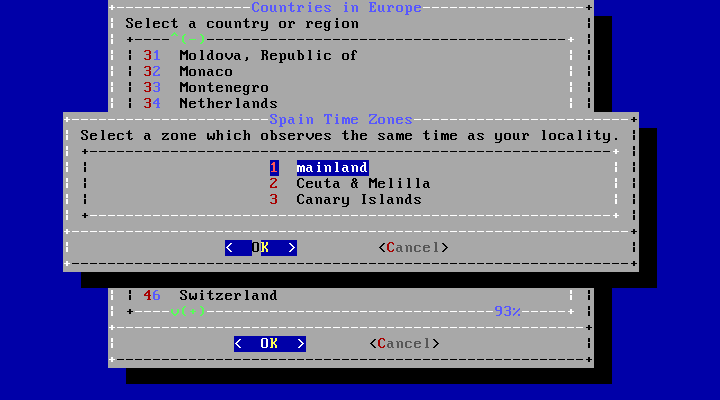 Countries in Europe
Select a country or region
^(-)
31 Moldova, Republic of
32 Monaco
33 Montenegro
34 Netherlands
Spain Time Zones
Select a zone which observes the same time as your locality.
1 mainland
2 Ceuta & Melilla
3 Canary Islands
< OK > <Cancel>
46 Switzerland
v(+) 93%
< OK > <Cancel>